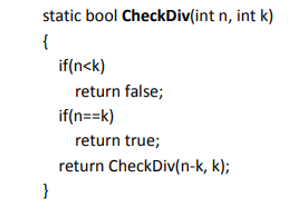 static bool CheckDiv(int n, int k)
{
if(n<k)
return false;
if(n==k)
return true;
return CheckDiv(n-k, k);
}